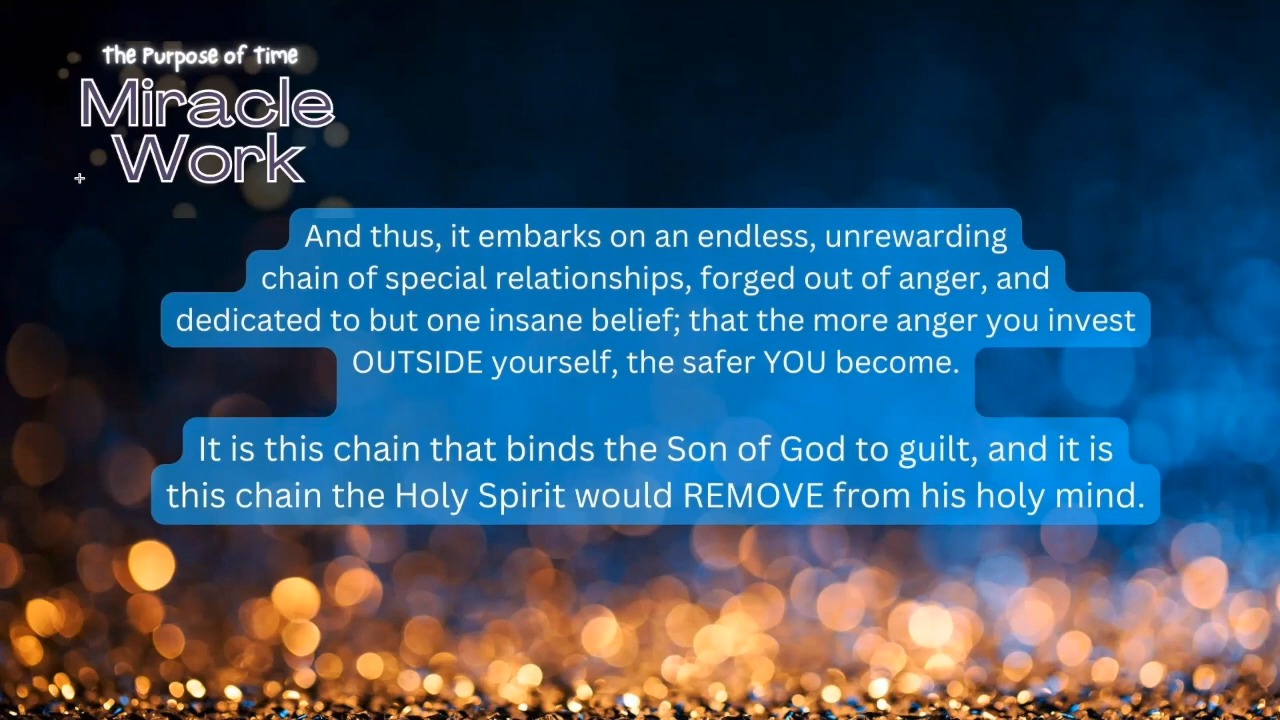 The Purpose of Time
Miracle
Work
And thus, it embarks on an endless, unrewarding
chain of special relationships, forged out of anger, and
dedicated to but one insane belief; that the more anger you invest
OUTSIDE yourself, the safer YOU become.
It is this chain that binds the Son of God to guilt, and it is
this chain the Holy Spirit would REMOVE from his holy mind.